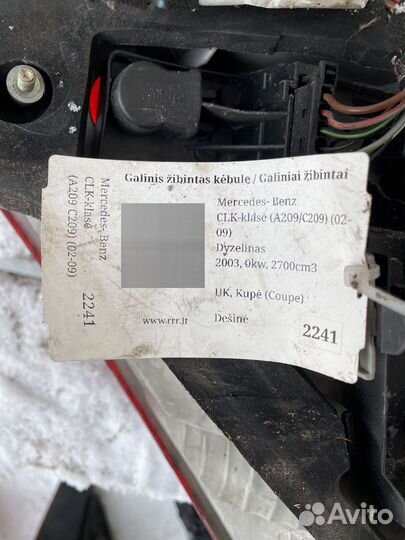 Galinis žibintas kėbule / Galiniai žibintai
Mercedes- Benz
CLK-klasė (A209/C209) (02-
09)
Dyzelinas
2003, 0kw, 2700cm3
UK, Kupė (Coupe)
www.rrr.lt
Dešinė
2241
Mercedes- Benz
CLK-klasė
(A209 C209) (02-09)
2241
Avito